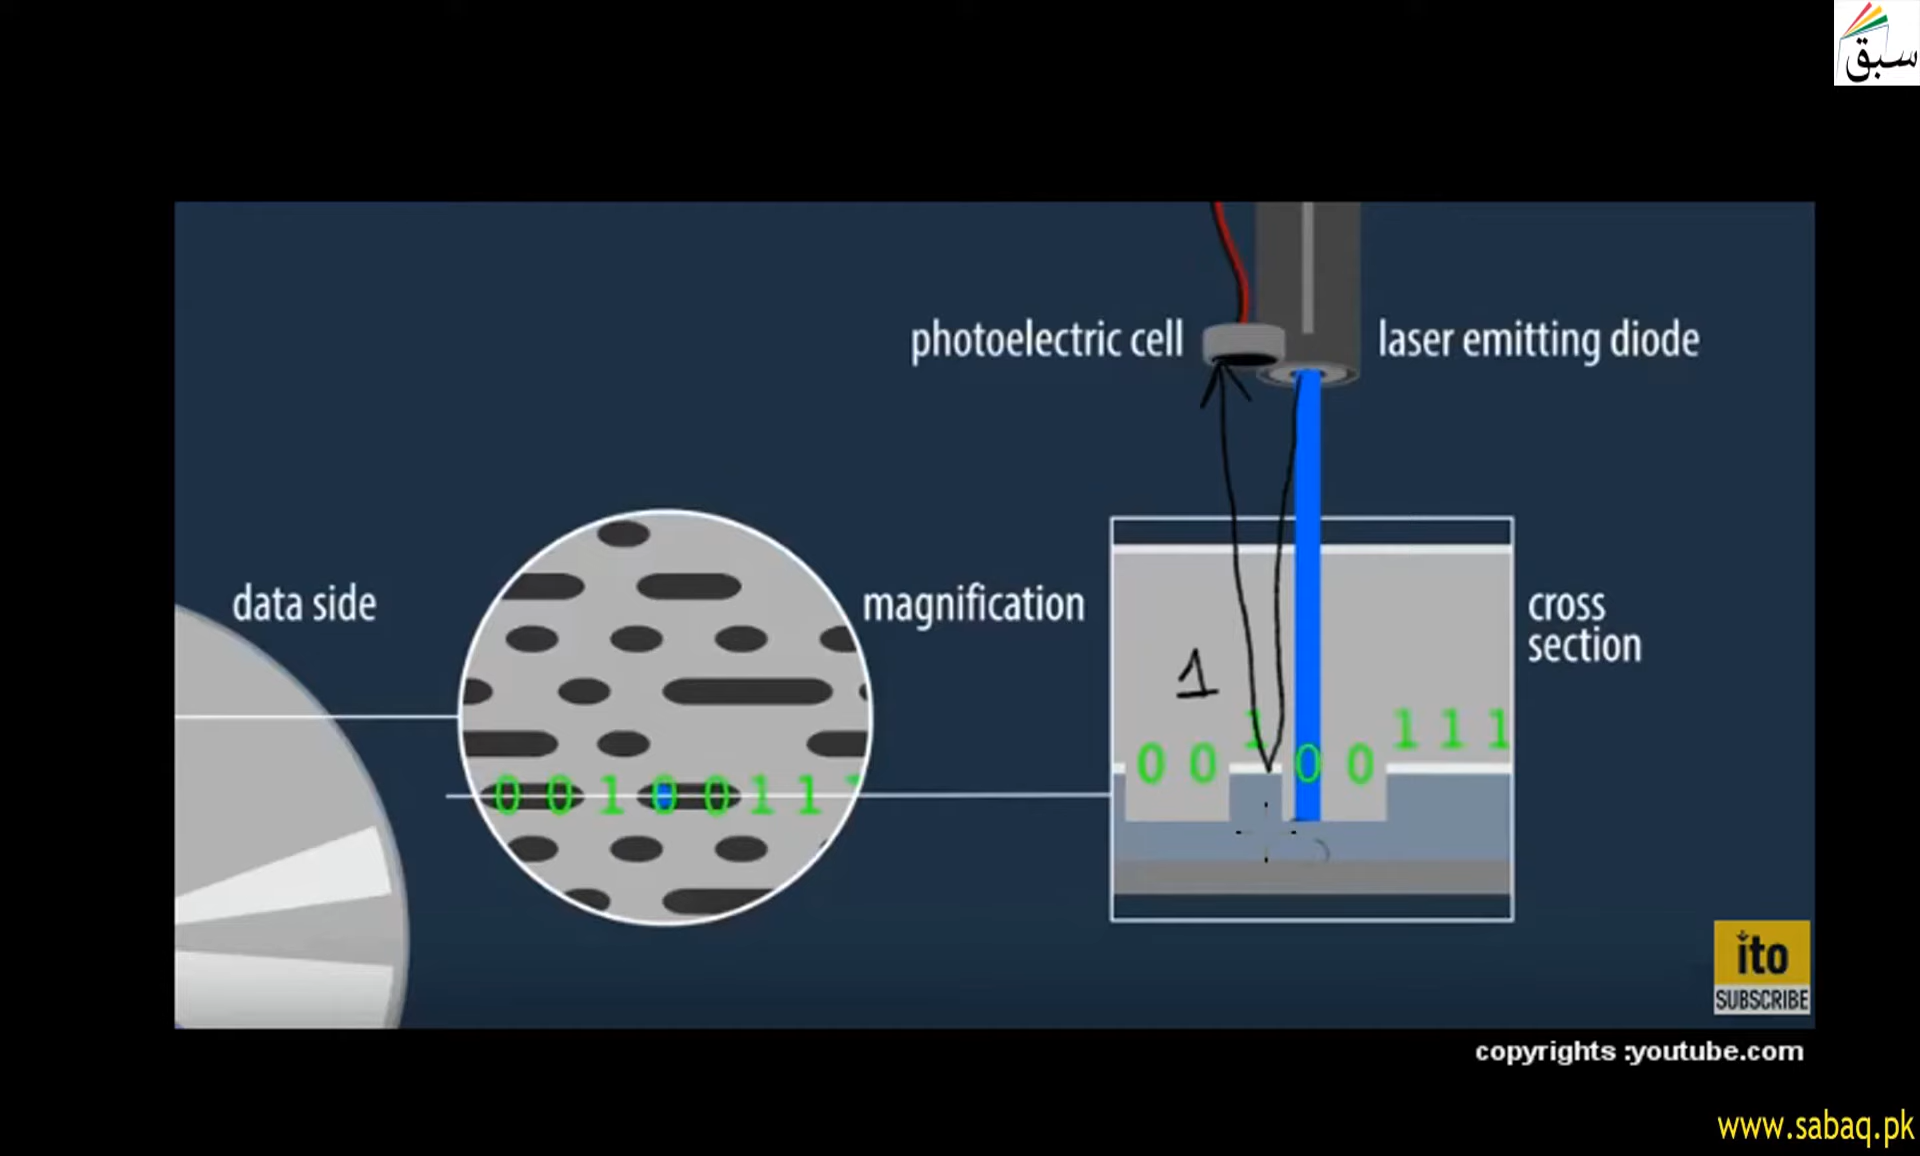 سبق
photoelectric cell
laser emitting diode
data side
magnification
cross
section
1
0 0 1 0 0 1 1 1
0 0 1 0 0 1 1
ito
SUBSCRIBE
copyrights :youtube.com
www.sabaq.pk